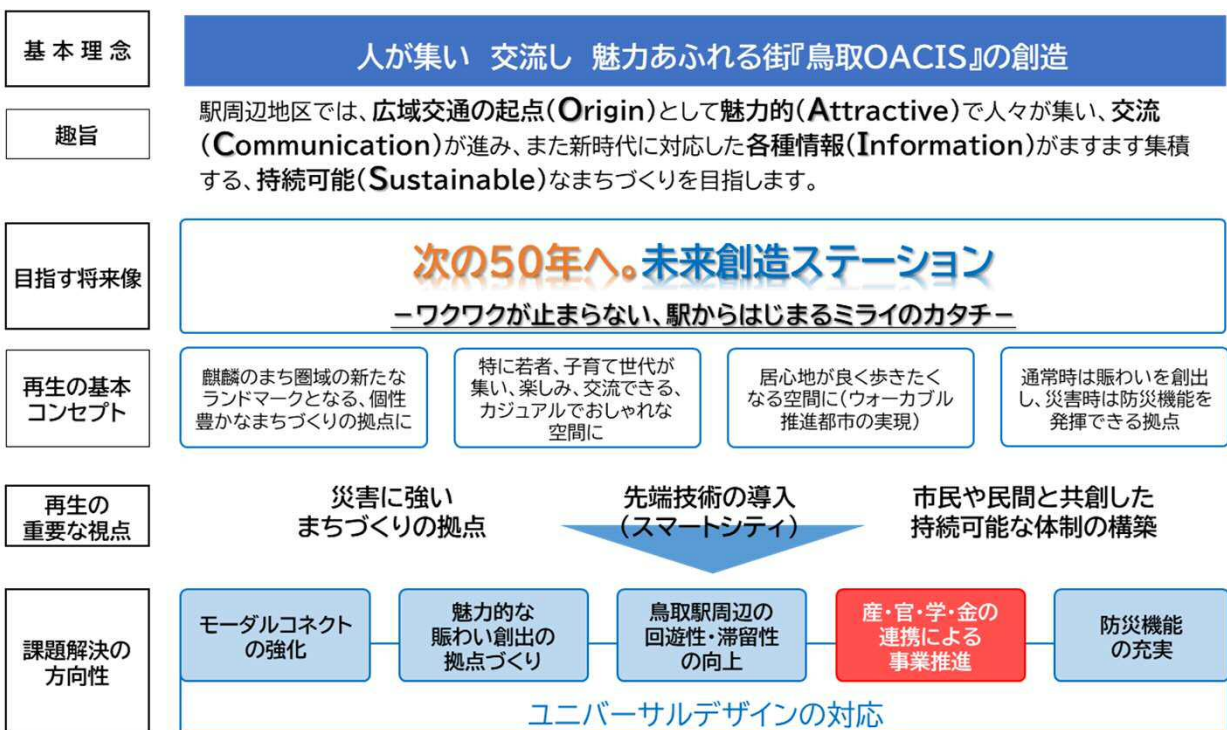 基本理念
人が集い 交流し 魅力あふれる街『鳥取OACIS』の創造
趣旨
駅周辺地区では、広域交通の起点(Origin)として魅力的(Attractive)で人々が集い、交流
(Communication)が進み、また新時代に対応した各種情報(Information)がますます集積
する、持続可能(Sustainable)なまちづくりを目指します。
目指す将来像
次の50年へ。未来創造ステーション
－ワクワクが止まらない、駅からはじまるミライのカタチ－
再生の基本
コンセプト
麒麟のまち圏域の新たな
ランドマークとなる、個性
豊かなまちづくりの拠点に
特に若者、子育て世代が
集い、楽しみ、交流できる、
カジュアルでおしゃれな
空間に
居心地が良く歩きたく
なる空間に(ウォーカブル
推進都市の実現)
通常時は賑わいを創出
し、災害時は防災機能を
発揮できる拠点
再生の
重要な視点
災害に強い
まちづくりの拠点
先端技術の導入
(スマートシティ)
市民や民間と共創した
持続可能な体制の構築
課題解決の
方向性
モーダルコネクト
の強化
魅力的な
賑わい創出の
拠点づくり
鳥取駅周辺の
回遊性・滞留性
の向上
産・官・学・金の
連携による
事業推進
防災機能
の充実
ユニバーサルデザインの対応